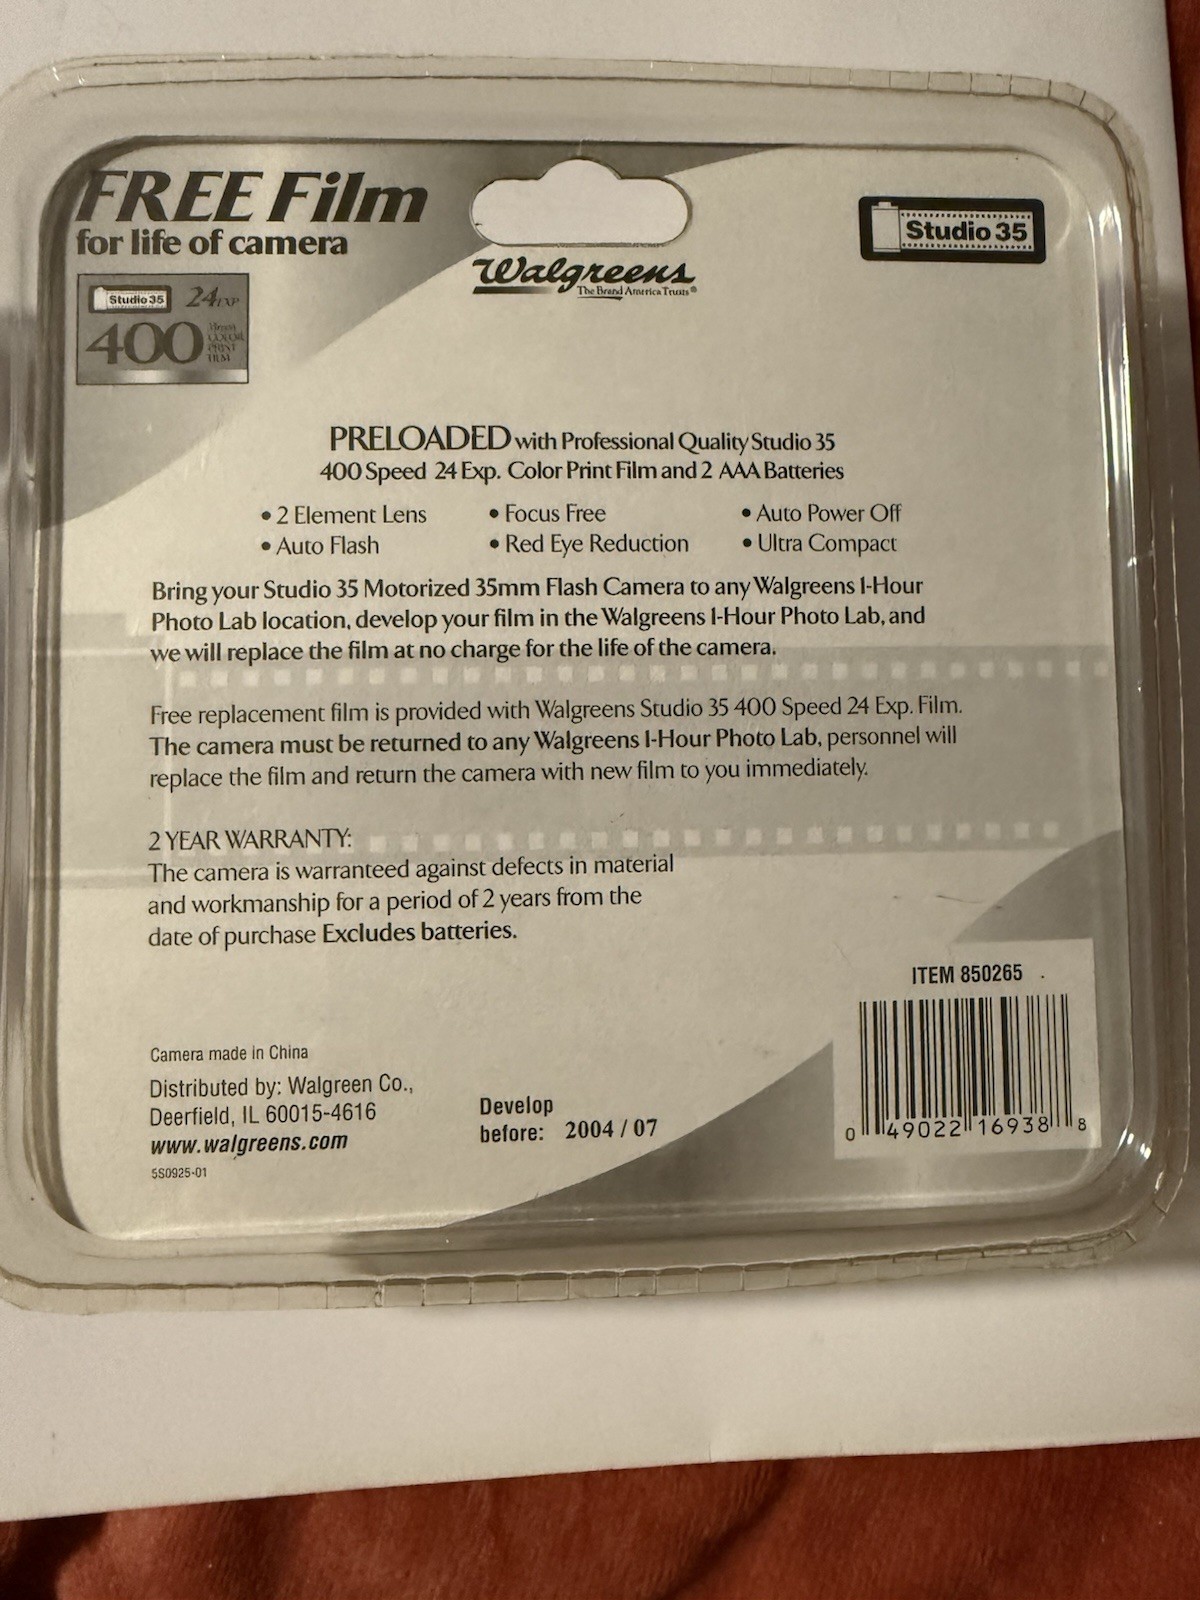 FREE Film
for life of camera
Walgreens
The Brand America Trusts®
Studio 35
Studio 35 24 EXP
400
35mm
COLOR
PRINT
FILM
PRELOADED with Professional Quality Studio 35
400 Speed 24 Exp. Color Print Film and 2 AAA Batteries
• 2 Element Lens • Focus Free • Auto Power Off
• Auto Flash • Red Eye Reduction • Ultra Compact
Bring your Studio 35 Motorized 35mm Flash Camera to any Walgreens 1-Hour
Photo Lab location, develop your film in the Walgreens 1-Hour Photo Lab, and
we will replace the film at no charge for the life of the camera.
Free replacement film is provided with Walgreens Studio 35 400 Speed 24 Exp. Film.
The camera must be returned to any Walgreens 1-Hour Photo Lab, personnel will
replace the film and return the camera with new film to you immediately.
2 YEAR WARRANTY:
The camera is warranteed against defects in material
and workmanship for a period of 2 years from the
date of purchase Excludes batteries.
Camera made in China
Distributed by: Walgreen Co.,
Deerfield, IL 60015-4616
www.walgreens.com
5S0925-01
Develop
before: 2004 / 07
ITEM 850265
0 49022 16938 8